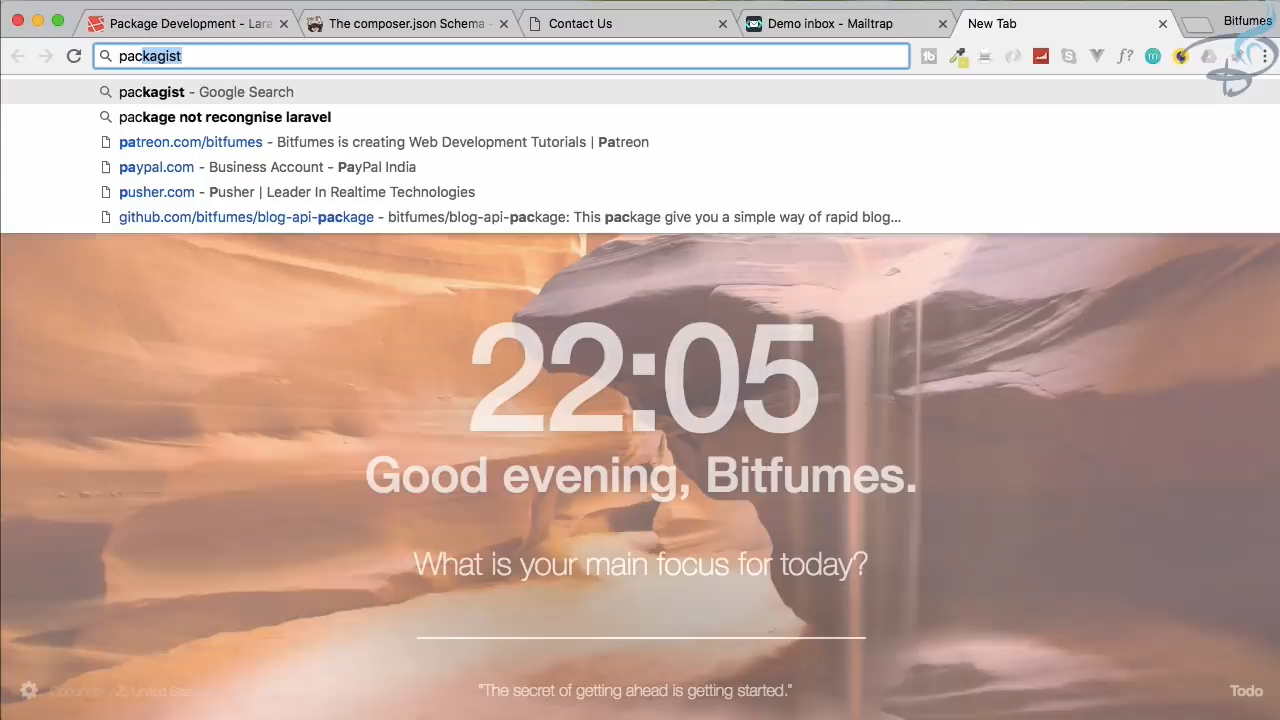 Package Development - Lara
The composer.json Schema -
Contact Us
Demo inbox - Mailtrap
New Tab
Bitfumes
packagist
packagist - Google Search
package not recongnise laravel
patreon.com/bitfumes - Bitfumes is creating Web Development Tutorials | Patreon
paypal.com - Business Account - PayPal India
pusher.com - Pusher | Leader In Realtime Technologies
github.com/bitfumes/blog-api-package - bitfumes/blog-api-package: This package give you a simple way of rapid blog...
22:05
Good evening, Bitfumes.
What is your main focus for today?
"The secret of getting ahead is getting started."
Todo